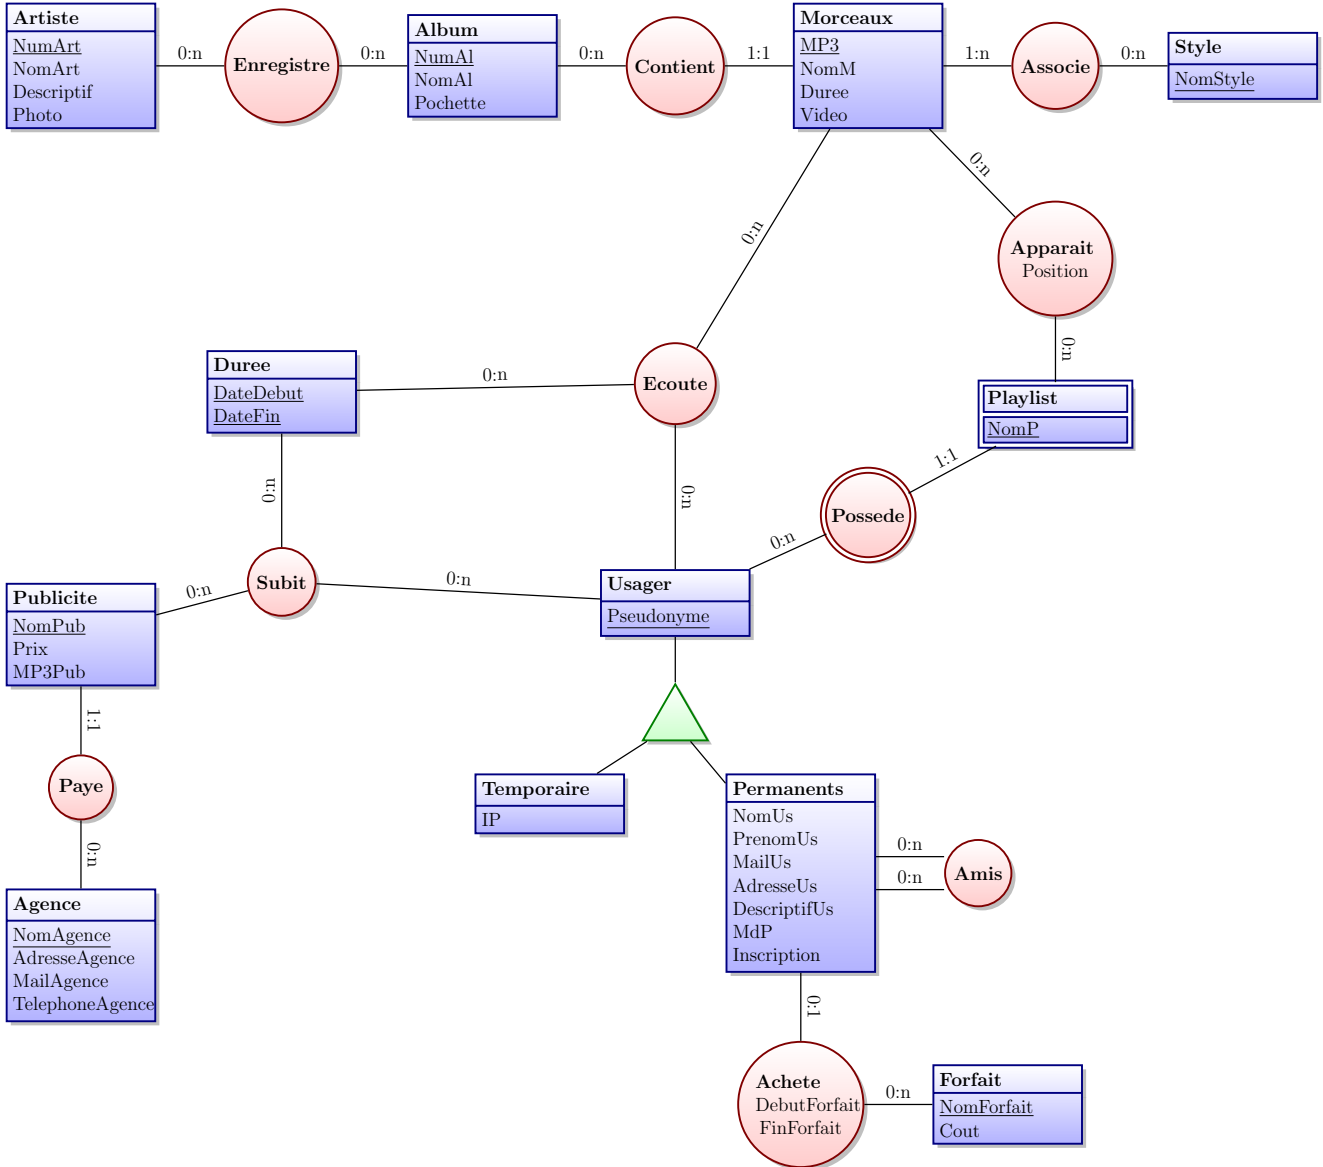 Artiste
NumArt
NomArt
Descriptif
Photo
0:n
Enregistre
0:n
Album
NumAl
NomAl
Pochette
0:n
Contient
1:1
Morceaux
MP3
NomM
Duree
Video
1:n
Associe
0:n
Style
NomStyle
0:n
0:n
Apparait
Position
0:n
Duree
DateDebut
DateFin
0:n
Ecoute
Playlist
NomP
0:n
0:n
1:1
Possede
0:n
Publicite
NomPub
Prix
MP3Pub
0:n
Subit
0:n
Usager
Pseudonyme
1:1
Paye
0:n
Temporaire
IP
Permanents
NomUs
PrenomUs
MailUs
AdresseUs
DescriptifUs
MdP
Inscription
0:n
0:n
Amis
Agence
NomAgence
AdresseAgence
MailAgence
TelephoneAgence
0:1
Achete
DebutForfait
FinForfait
0:n
Forfait
NomForfait
Cout